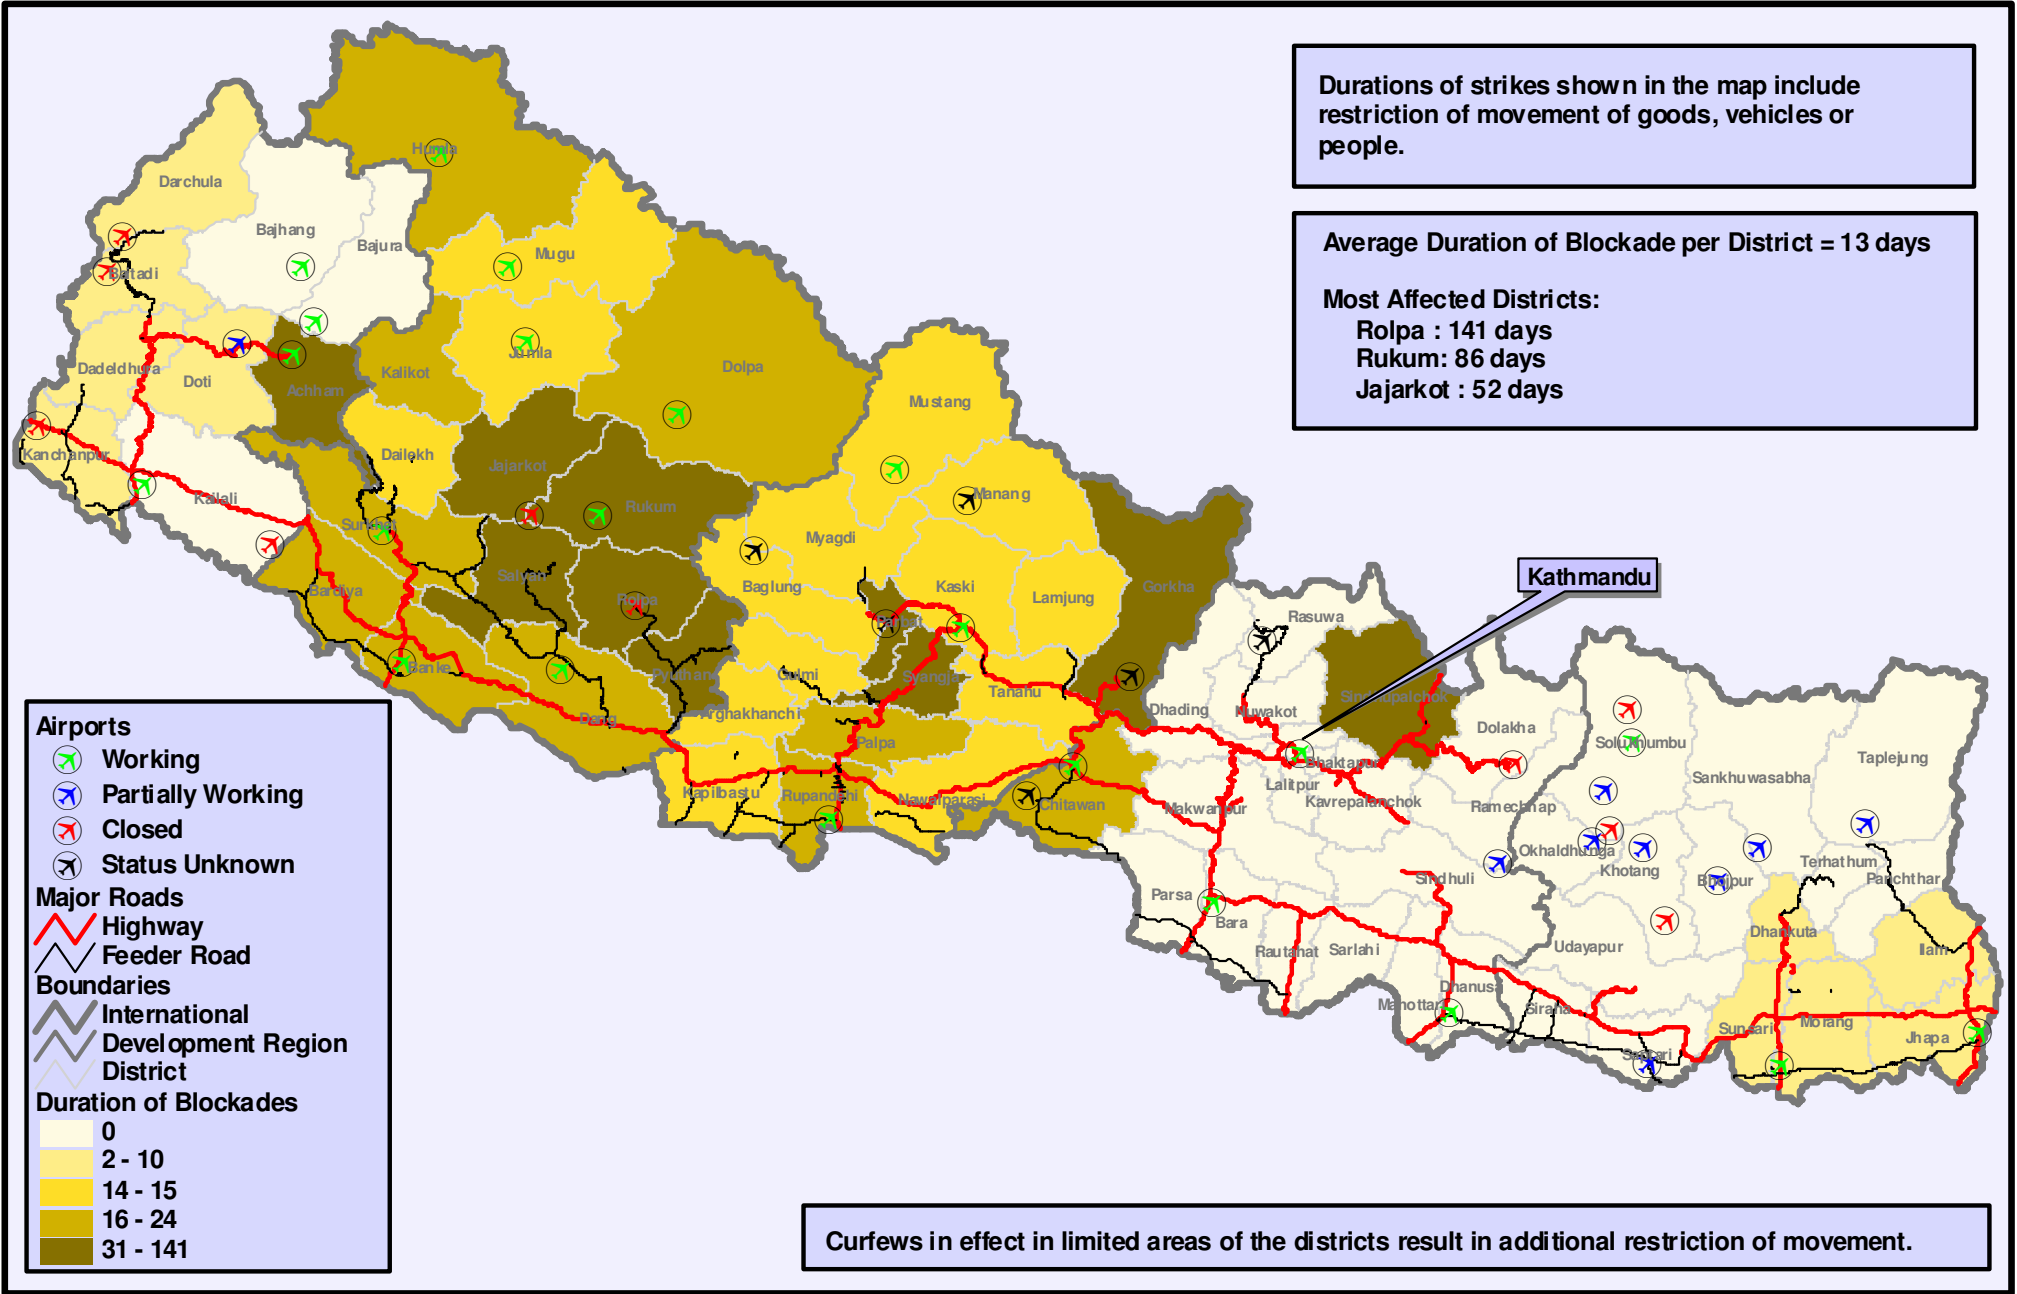 Durations of strikes shown in the map include
restriction of movement of goods, vehicles or
people.
Average Duration of Blockade per District = 13 days
Most Affected Districts:
Rolpa : 141 days
Rukum: 86 days
Jajarkot : 52 days
Kathmandu
Humla
Darchula
Bajhang
Bajura
Mugu
Baitadi
Jumla
Dolpa
Dadeldhura
Doti
Achham
Kalikot
Mustang
Kanchanpur
Dailekh
Jajarkot
Kailali
Rukum
Manang
Surkhet
Myagdi
Salyan
Baglung
Kaski
Lamjung
Gorkha
Bardiya
Rolpa
Parbat
Rasuwa
Banke
Pyuthan
Gulmi
Syangja
Tanahu
Sindhupalchok
Dang
Arghakhanchi
Dhading
Nuwakot
Dolakha
Palpa
Solukhumbu
Bhaktapur
Taplejung
Sankhuwasabha
Kapilbastu
Rupandehi
Nawalparasi
Chitawan
Makwanpur
Lalitpur
Kavrepalanchok
Ramechhap
Okhaldhunga
Khotang
Bhojpur
Terhathum
Panchthar
Parsa
Bara
Sindhuli
Dhankuta
Ilam
Rautahat
Sarlahi
Udayapur
Dhanusa
Mahottari
Siraha
Sunsari
Morang
Jhapa
Saptari
Airports
Working
Partially Working
Closed
Status Unknown
Major Roads
Highway
Feeder Road
Boundaries
International
Development Region
District
Duration of Blockades
0
2 - 10
14 - 15
16 - 24
31 - 141
Curfews in effect in limited areas of the districts result in additional restriction of movement.